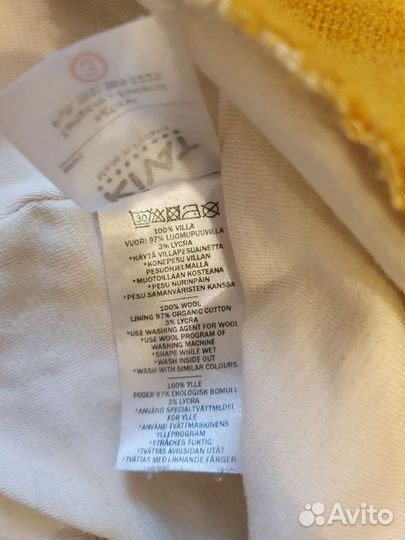 3
30
100% VILLA
VUORI 97% LUOMUPUUVILLA
3% LYCRA
*KÄYTÄ VILLAPESUAINETTA
*KONEPESU VILLAN
PESUOHJELMALLA
*MUOTOILLAAN KOSTEANA
*PESU NURINPÄIN
*PESU SAMANVÄRISTEN KANSSA
100% WOOL
LINING 97% ORGANIC COTTON
3% LYCRA
*USE WASHING AGENT FOR WOOL
*USE WOOL PROGRAM OF
WASHING MACHINE
*SHAPE WHILE WET
*WASH INSIDE OUT
*WASH WITH SIMILAR COLOURS
100% YLLE
FODER 97% EKOLOGISK BOMULL
3% LYCRA
*ANVÄND SPECIALTVÄTTMEDEL
FÖR YLLE
*ANVÄND TVÄTTMASKINENS
YLLEPROGRAM
*STRÄCKES FUKTIG
*TVÄTTAS AVIGSIDAN UTÅT
*TVÄTTAS MED LIKNANDE FÄRGER
Avito